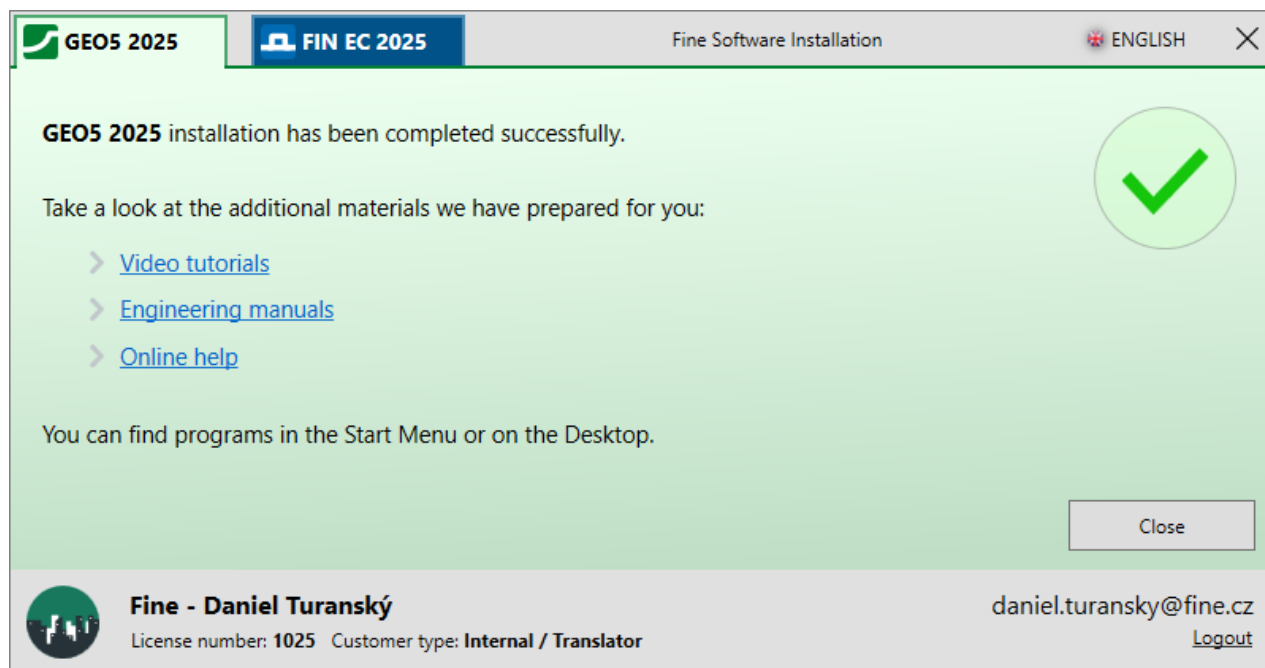 GEO5 2025
FIN EC 2025
Fine Software Installation
ENGLISH
GEO5 2025 installation has been completed successfully.
Take a look at the additional materials we have prepared for you:
Video tutorials
Engineering manuals
Online help
You can find programs in the Start Menu or on the Desktop.
Close
Fine - Daniel Turanský
daniel.turansky@fine.cz
License number: 1025 Customer type: Internal / Translator
Logout